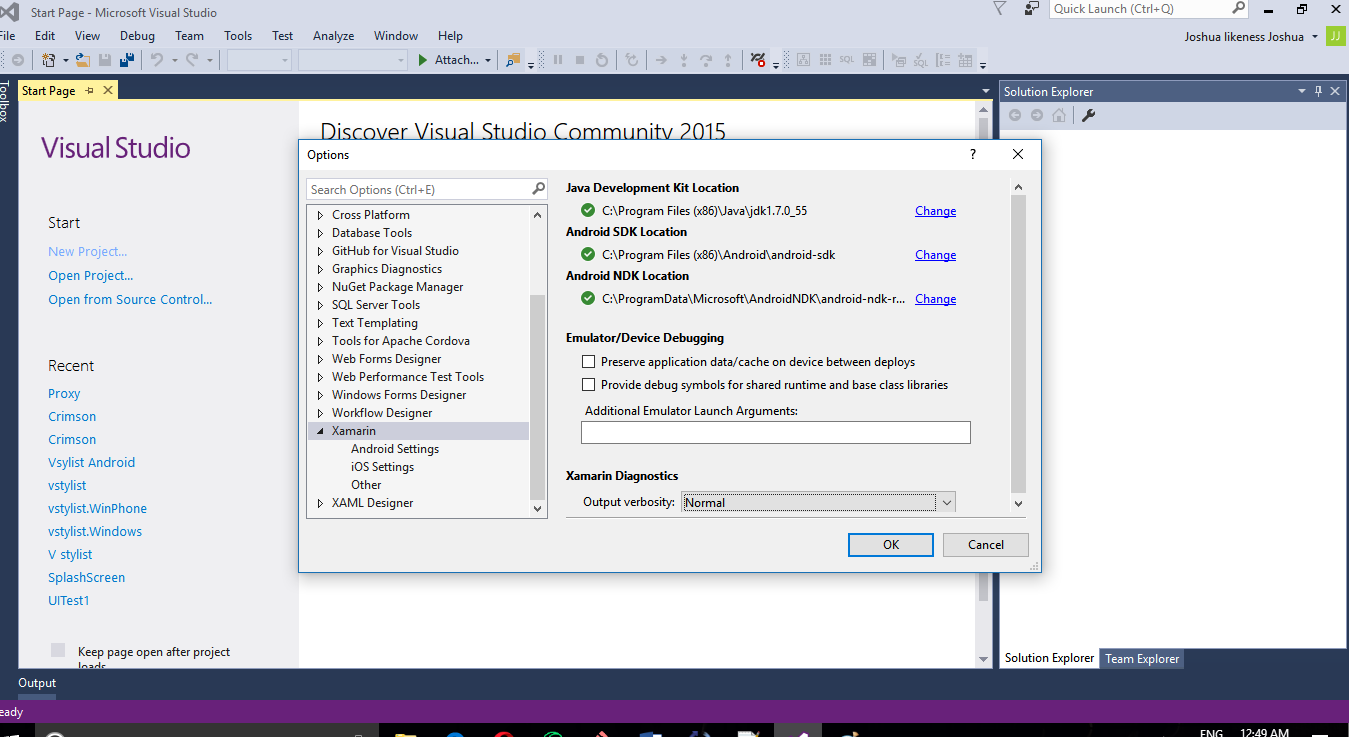 Start Page - Microsoft Visual Studio
Quick Launch (Ctrl+Q)
File Edit View Debug Team Tools Test Analyze Window Help
Joshua likeness Joshua JJ
Attach...
SQL
SQL
Toolbox
Start Page
Solution Explorer
Visual Studio
Discover Visual Studio Community 2015
Start
New Project...
Open Project...
Open from Source Control...
Recent
Proxy
Crimson
Crimson
Vsylist Android
vstylist
vstylist.WinPhone
vstylist.Windows
V stylist
SplashScreen
UITest1
Keep page open after project
loads
Options
?
Search Options (Ctrl+E)
Cross Platform
Database Tools
GitHub for Visual Studio
Graphics Diagnostics
NuGet Package Manager
SQL Server Tools
Text Templating
Tools for Apache Cordova
Web Forms Designer
Web Performance Test Tools
Windows Forms Designer
Workflow Designer
Xamarin
Android Settings
iOS Settings
Other
XAML Designer
Java Development Kit Location
C:\Program Files (x86)\Java\jdk1.7.0_55 Change
Android SDK Location
C:\Program Files (x86)\Android\android-sdk Change
Android NDK Location
C:\ProgramData\Microsoft\AndroidNDK\android-ndk-r... Change
Emulator/Device Debugging
Preserve application data/cache on device between deploys
Provide debug symbols for shared runtime and base class libraries
Additional Emulator Launch Arguments:
Xamarin Diagnostics
Output verbosity: Normal
OK Cancel
Solution Explorer Team Explorer
Output
eady
ENG 12:49 AM